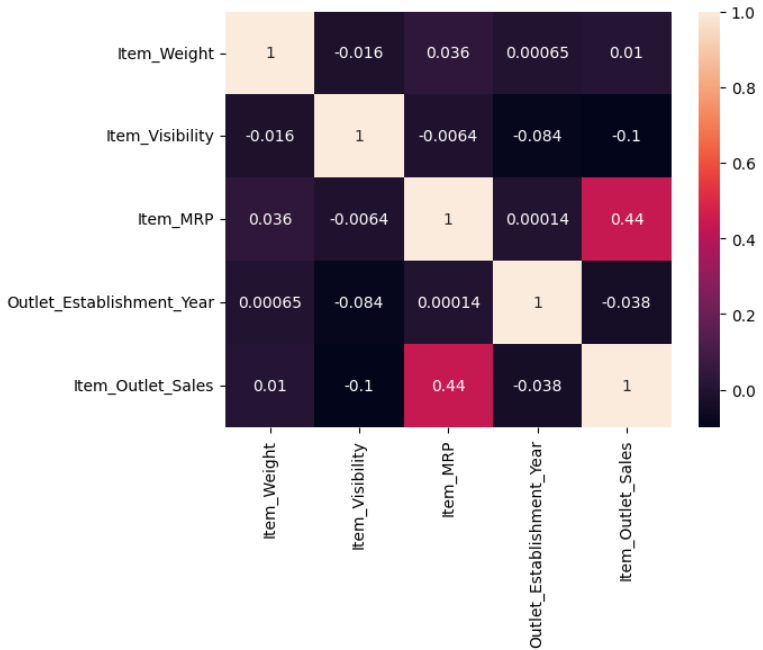 Item_Weight 1 -0.016 0.036 0.00065 0.01
Item_Visibility -0.016 1 -0.0064 -0.084 -0.1
Item_MRP 0.036 -0.0064 1 0.00014 0.44
Outlet_Establishment_Year 0.00065 -0.084 0.00014 1 -0.038
Item_Outlet_Sales 0.01 -0.1 0.44 -0.038 1
Item_Weight
Item_Visibility
Item_MRP
Outlet_Establishment_Year
Item_Outlet_Sales
1.0
0.8
0.6
0.4
0.2
0.0